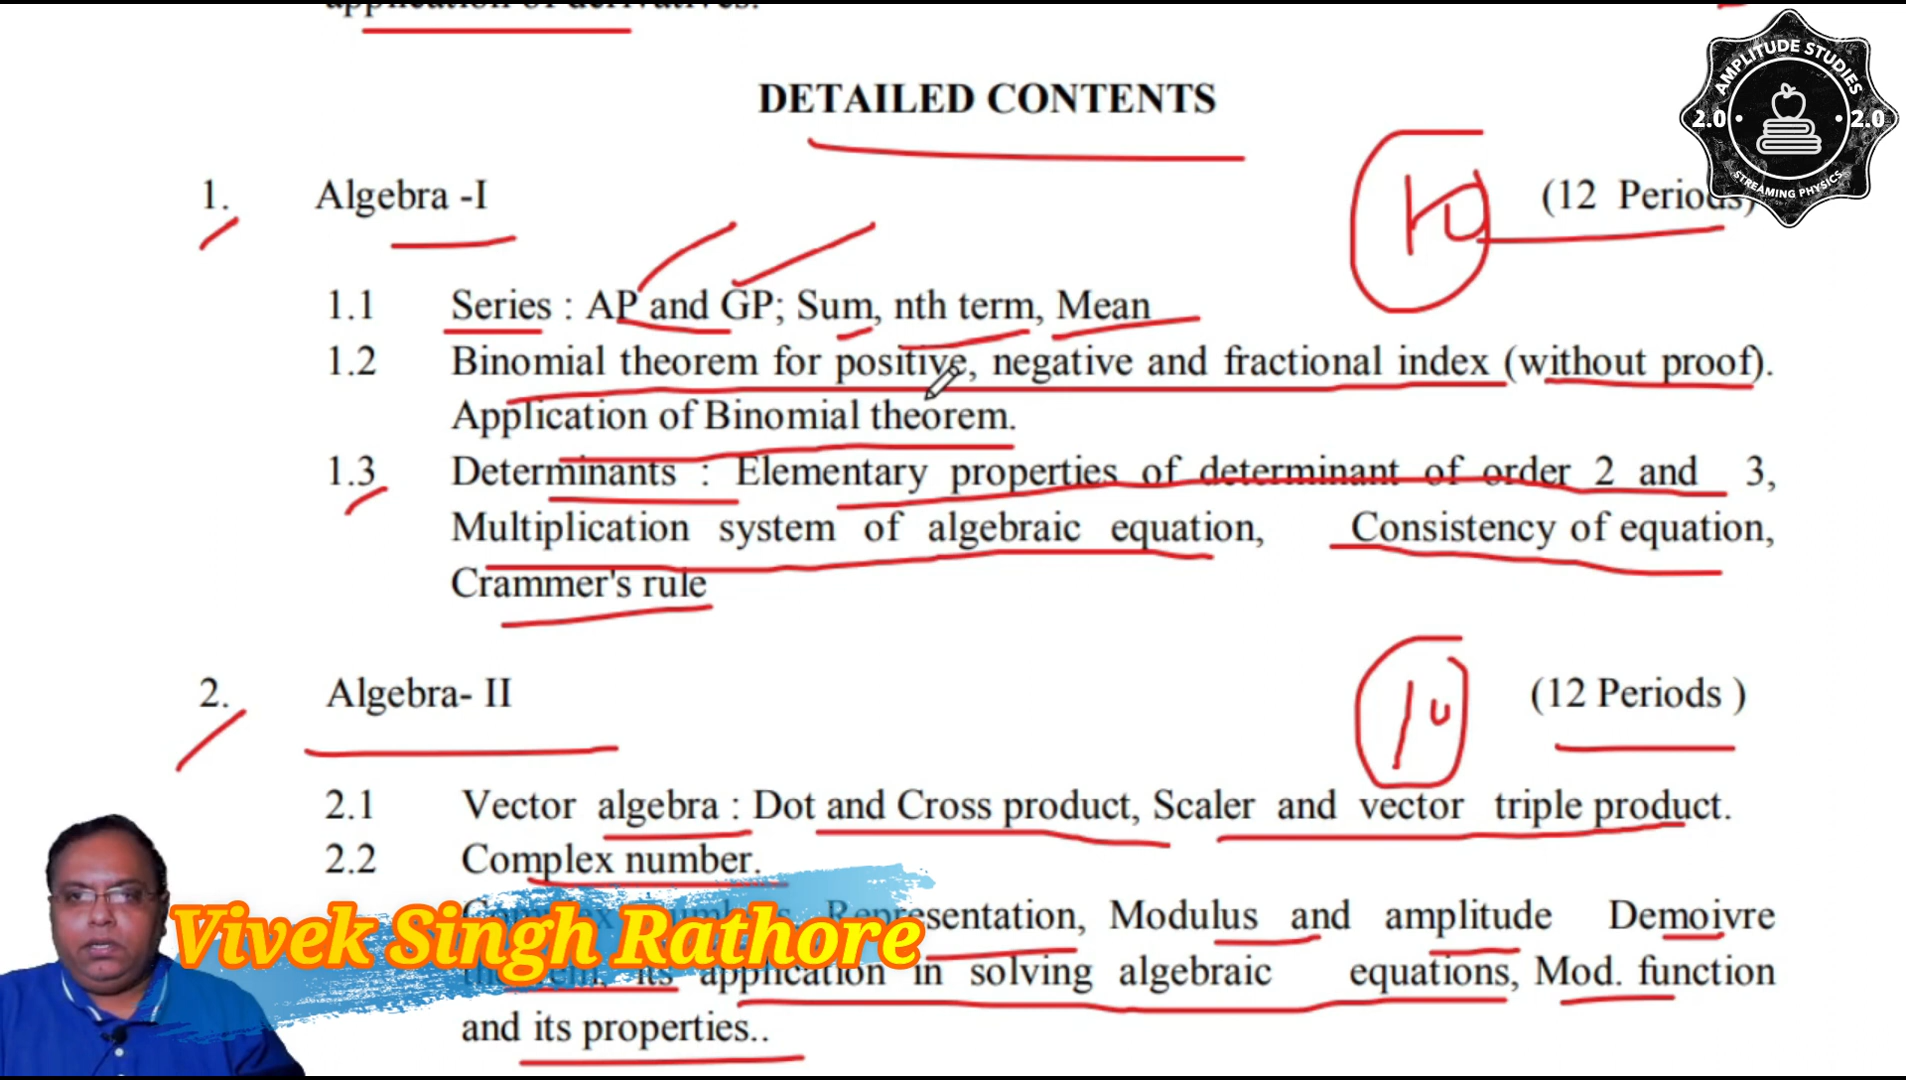 application of derivatives.
DETAILED CONTENTS
AMPLITUDE STUDIES
2.0 • • 2.0
STREAMING PHYSICS
1. Algebra -I (12 Periods)
1.1 Series : AP and GP; Sum, nth term, Mean
1.2 Binomial theorem for positive, negative and fractional index (without proof).
Application of Binomial theorem.
1.3 Determinants : Elementary properties of determinant of order 2 and 3,
Multiplication system of algebraic equation, Consistency of equation,
Crammer's rule
2. Algebra- II (12 Periods )
2.1 Vector algebra : Dot and Cross product, Scaler and vector triple product.
2.2 Complex number.
Representation, Modulus and amplitude Demoivre
Vivek Singh Rathore
its application in solving algebraic equations, Mod. function
and its properties..